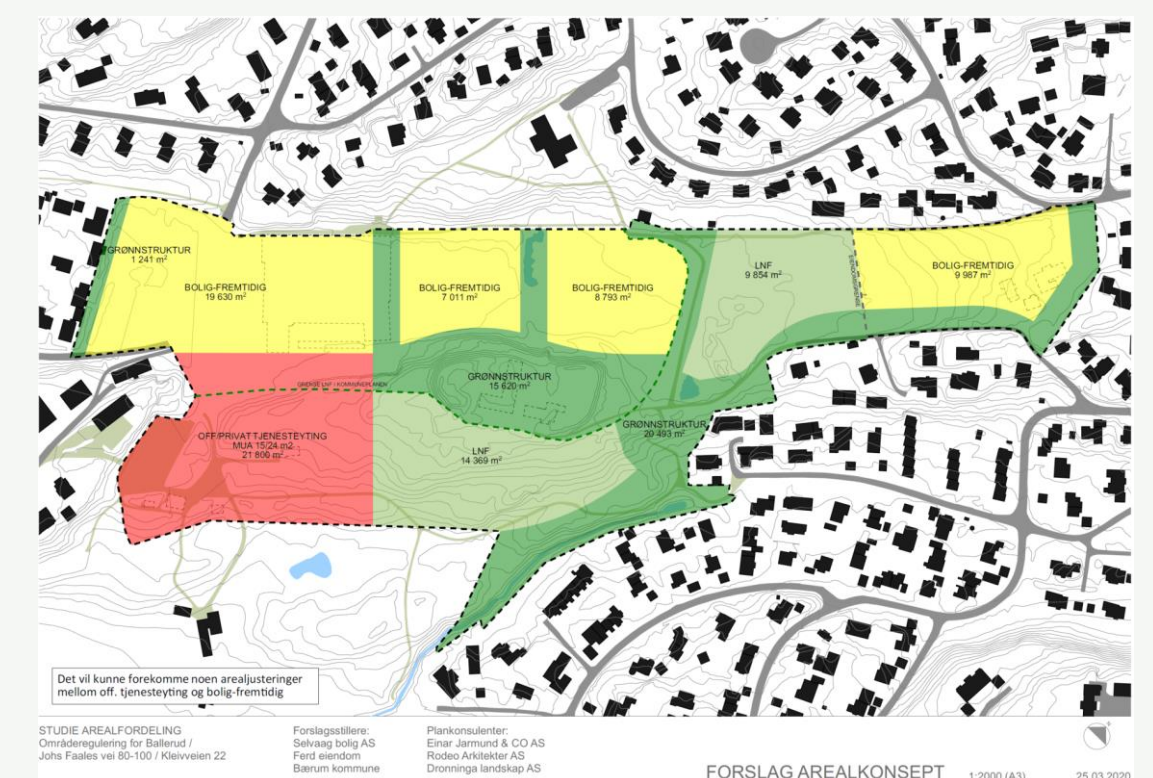 GRØNNSTRUKTUR
1 241 m²
BOLIG-FREMTIDIG
19 630 m²
BOLIG-FREMTIDIG
7 011 m²
BOLIG-FREMTIDIG
8 793 m²
LNF
9 854 m²
BOLIG-FREMTIDIG
9 987 m²
EIENDOMSGRENSE
GRØNNSTRUKTUR
15 620 m²
GRENSE LNF I KOMMUNEPLANEN
OFF/PRIVAT TJENESTEYTING
MUA 15/24 m2
21 800 m²
LNF
14 369 m²
GRØNNSTRUKTUR
20 493 m²
Det vil kunne forekomme noen arealjusteringer
mellom off. tjenesteyting og bolig-fremtidig
STUDIE AREALFORDELING
Områderegulering for Ballerud /
Johs Faales vei 80-100 / Kleivveien 22
Forslagsstillere:
Selvaag bolig AS
Ferd eiendom
Bærum kommune
Plankonsulenter:
Einar Jarmund & CO AS
Rodeo Arkitekter AS
Dronninga landskap AS
FORSLAG AREALKONSEPT 1:2000 (A3) 25.03.2020